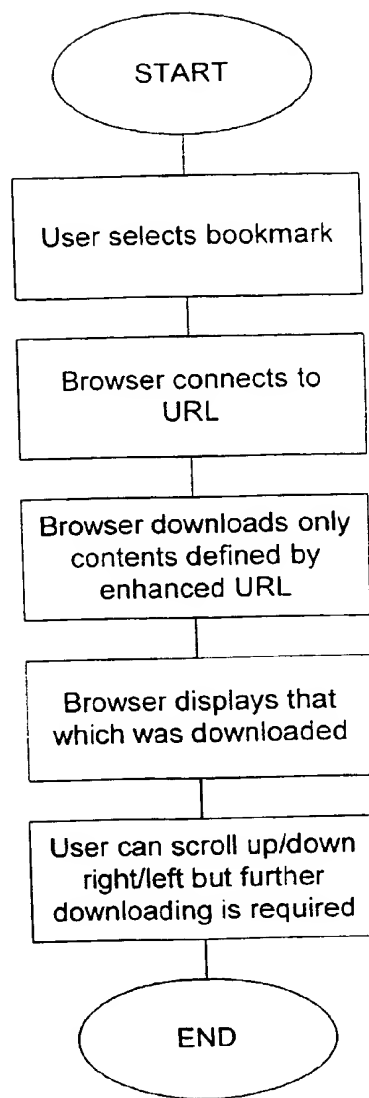 START
User selects bookmark
Browser connects to
URL
Browser downloads only
contents defined by
enhanced URL
Browser displays that
which was downloaded
User can scroll up/down
right/left but further
downloading is required
END